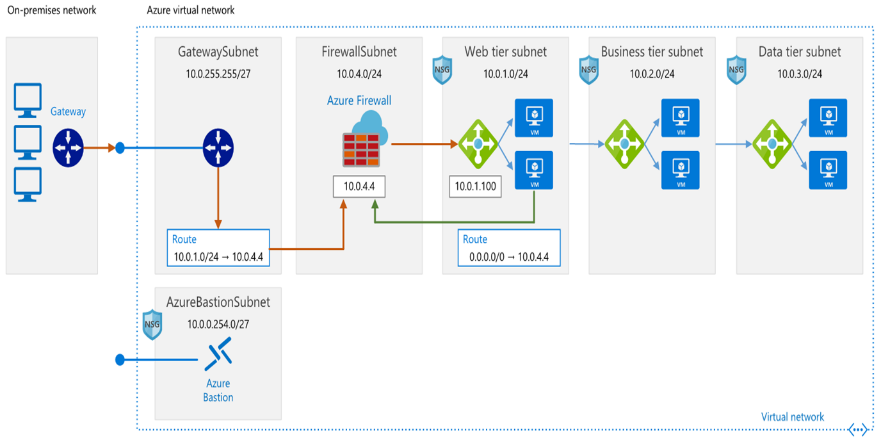 On-premises network
Azure virtual network
GatewaySubnet
10.0.255.255/27
FirewallSubnet
10.0.4.0/24
Web tier subnet
10.0.1.0/24
Business tier subnet
10.0.2.0/24
Data tier subnet
10.0.3.0/24
NSG
NSG
NSG
Gateway
Azure Firewall
VM
VM
VM
VM
VM
VM
10.0.4.4
10.0.1.100
Route
10.0.1.0/24 → 10.0.4.4
Route
0.0.0.0/0 → 10.0.4.4
AzureBastionSubnet
10.0.0.254.0/27
NSG
Azure
Bastion
Virtual network